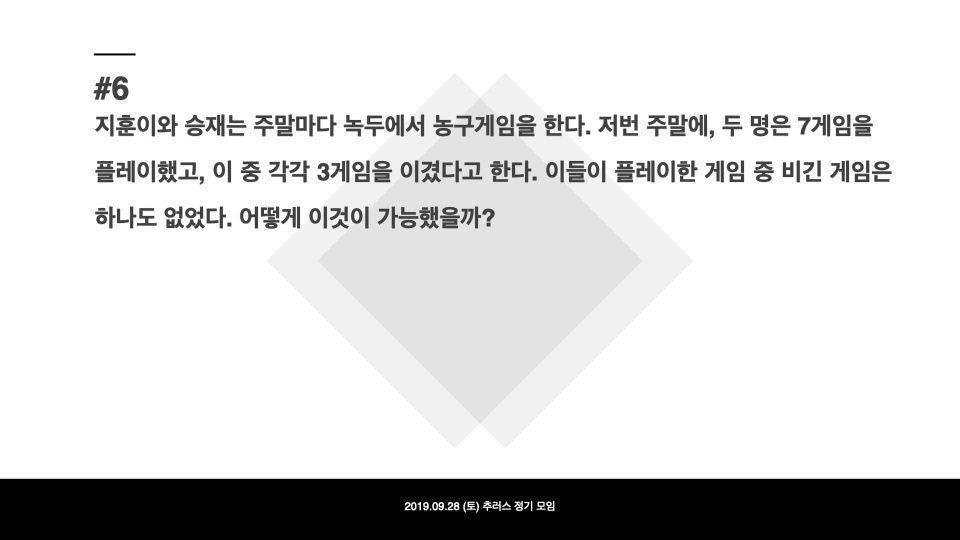 #6
지훈이와 승재는 주말마다 녹두에서 농구게임을 한다. 저번 주말에, 두 명은 7게임을
플레이했고, 이 중 각각 3게임을 이겼다고 한다. 이들이 플레이한 게임 중 비긴 게임은
하나도 없었다. 어떻게 이것이 가능했을까?
2019.09.28 (토) 추러스 정기 모임